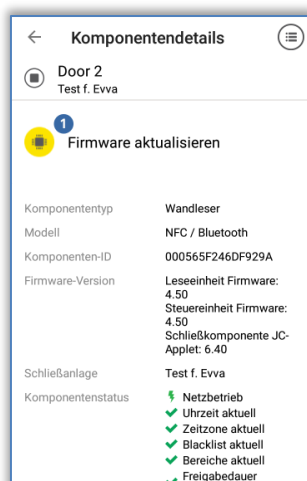 Komponentendetails
Door 2
Test f. Evva
1
Firmware aktualisieren
Komponententyp Wandleser
Modell NFC / Bluetooth
Komponenten-ID 000565F246DF929A
Firmware-Version Leseeinheit Firmware:
4.50
Steuereinheit Firmware:
4.50
Schließkomponente JC-
Applet: 6.40
Schließanlage Test f. Evva
Komponentenstatus Netzbetrieb
Uhrzeit aktuell
Zeitzone aktuell
Blacklist aktuell
Bereiche aktuell
Freigabedauer